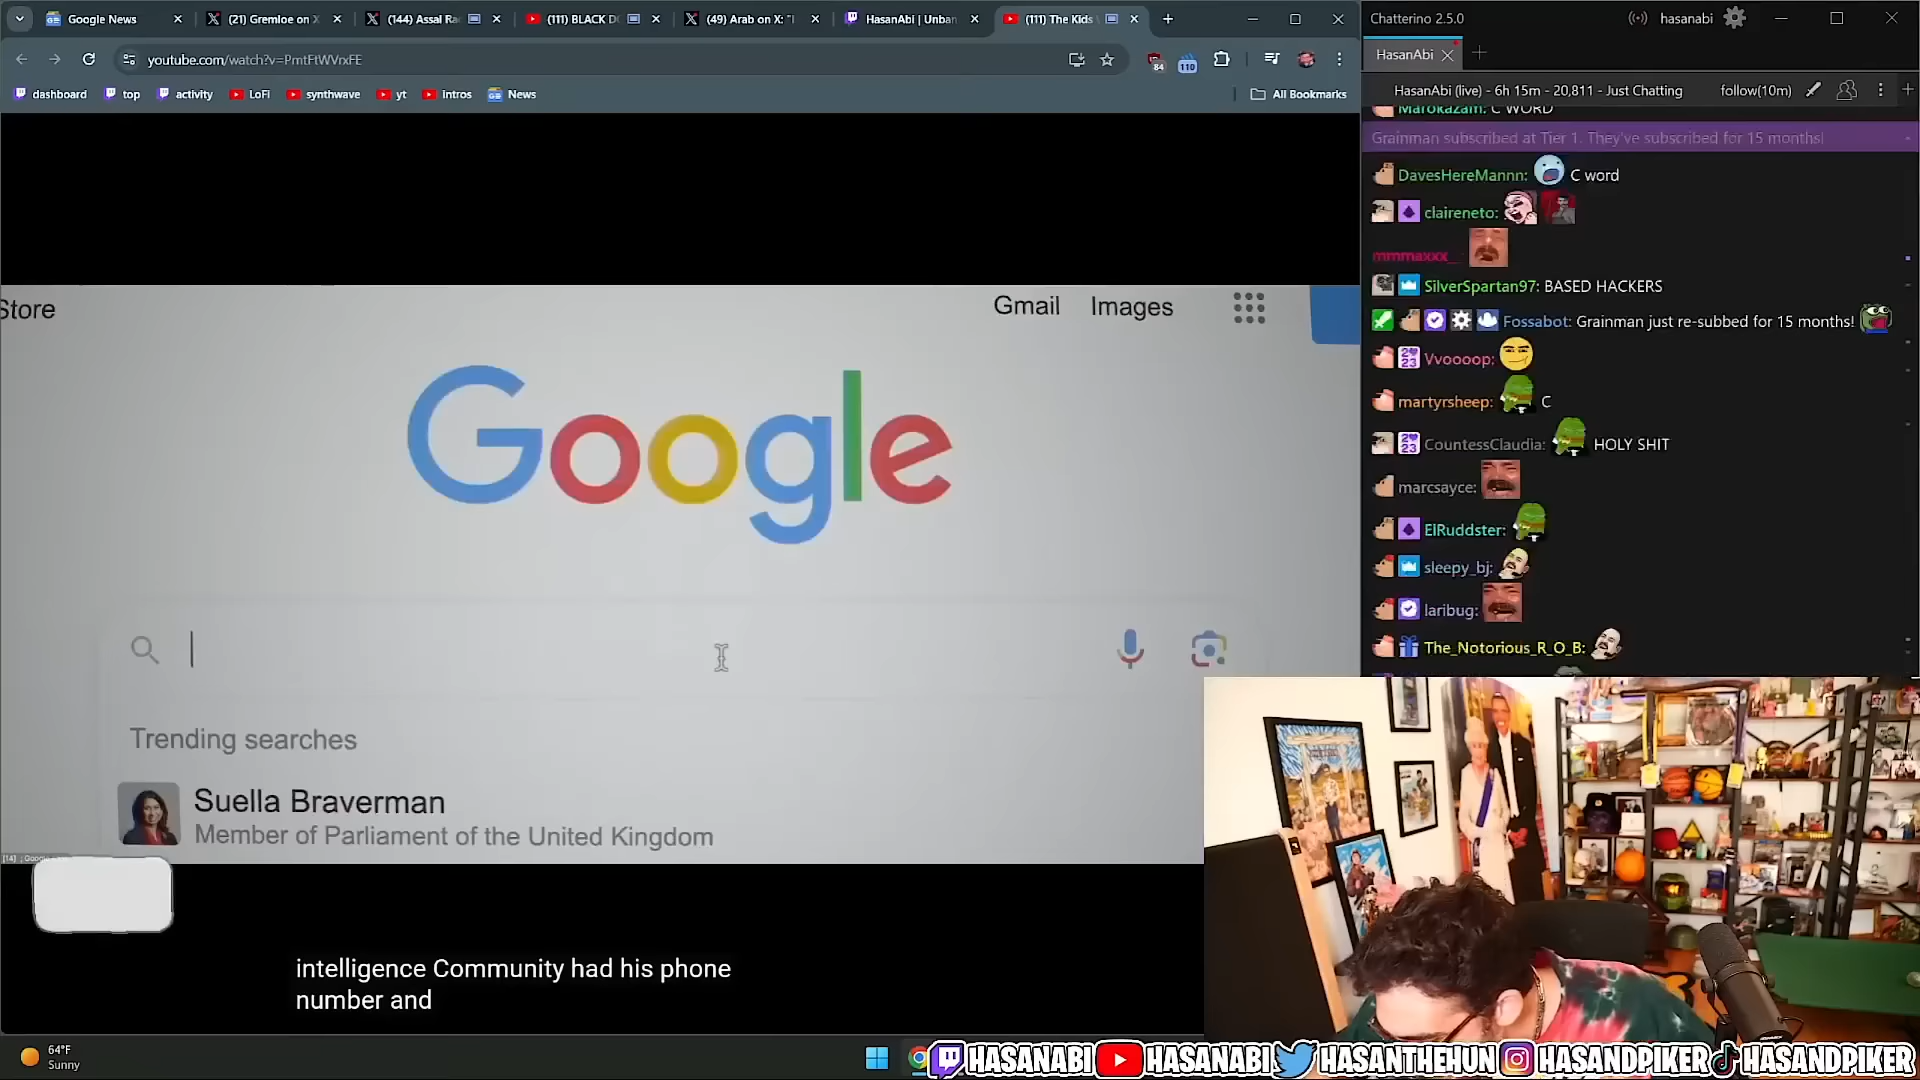 Google News
(21) Gremloe on X
(144) Assal Ra
(111) BLACK D
(49) Arab on X: "I
HasanAbi | Unban
(111) The Kids
youtube.com/watch?v=PmtFtWVrxFE
84
110
dashboard
top
activity
LoFi
synthwave
yt
Intros
News
All Bookmarks
Store
Gmail
Images
Google
Trending searches
Suella Braverman
Member of Parliament of the United Kingdom
intelligence Community had his phone
number and
64°F
Sunny
Chatterino 2.5.0
hasanabi
HasanAbi
HasanAbi (live) - 6h 15m - 20,811 - Just Chatting
follow(10m)
Marokazam: C WORD
Grainman subscribed at Tier 1. They've subscribed for 15 months!
DavesHereMannn: C word
claireneto:
mmmaxxx_:
SilverSpartan97: BASED HACKERS
Fossabot: Grainman just re-subbed for 15 months!
Vvoooop:
martyrsheep: C
CountessClaudia: HOLY SHIT
marcsayce:
ElRuddster:
sleepy_bj:
laribug:
The_Notorious_R_O_B:
HASANABI
HASANABI
HASANTHEHUN
HASANDPIKER
HASANDPIKER